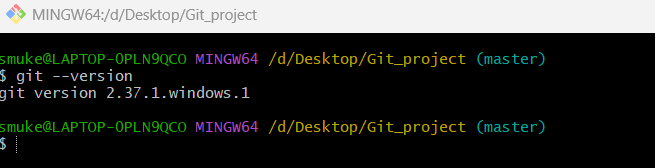 MINGW64:/d/Desktop/Git_project
smuke@LAPTOP-OPLN9QCO MINGW64 /d/Desktop/Git_project (master)
$ git --version
git version 2.37.1.windows.1
smuke@LAPTOP-OPLN9QCO MINGW64 /d/Desktop/Git_project (master)
$